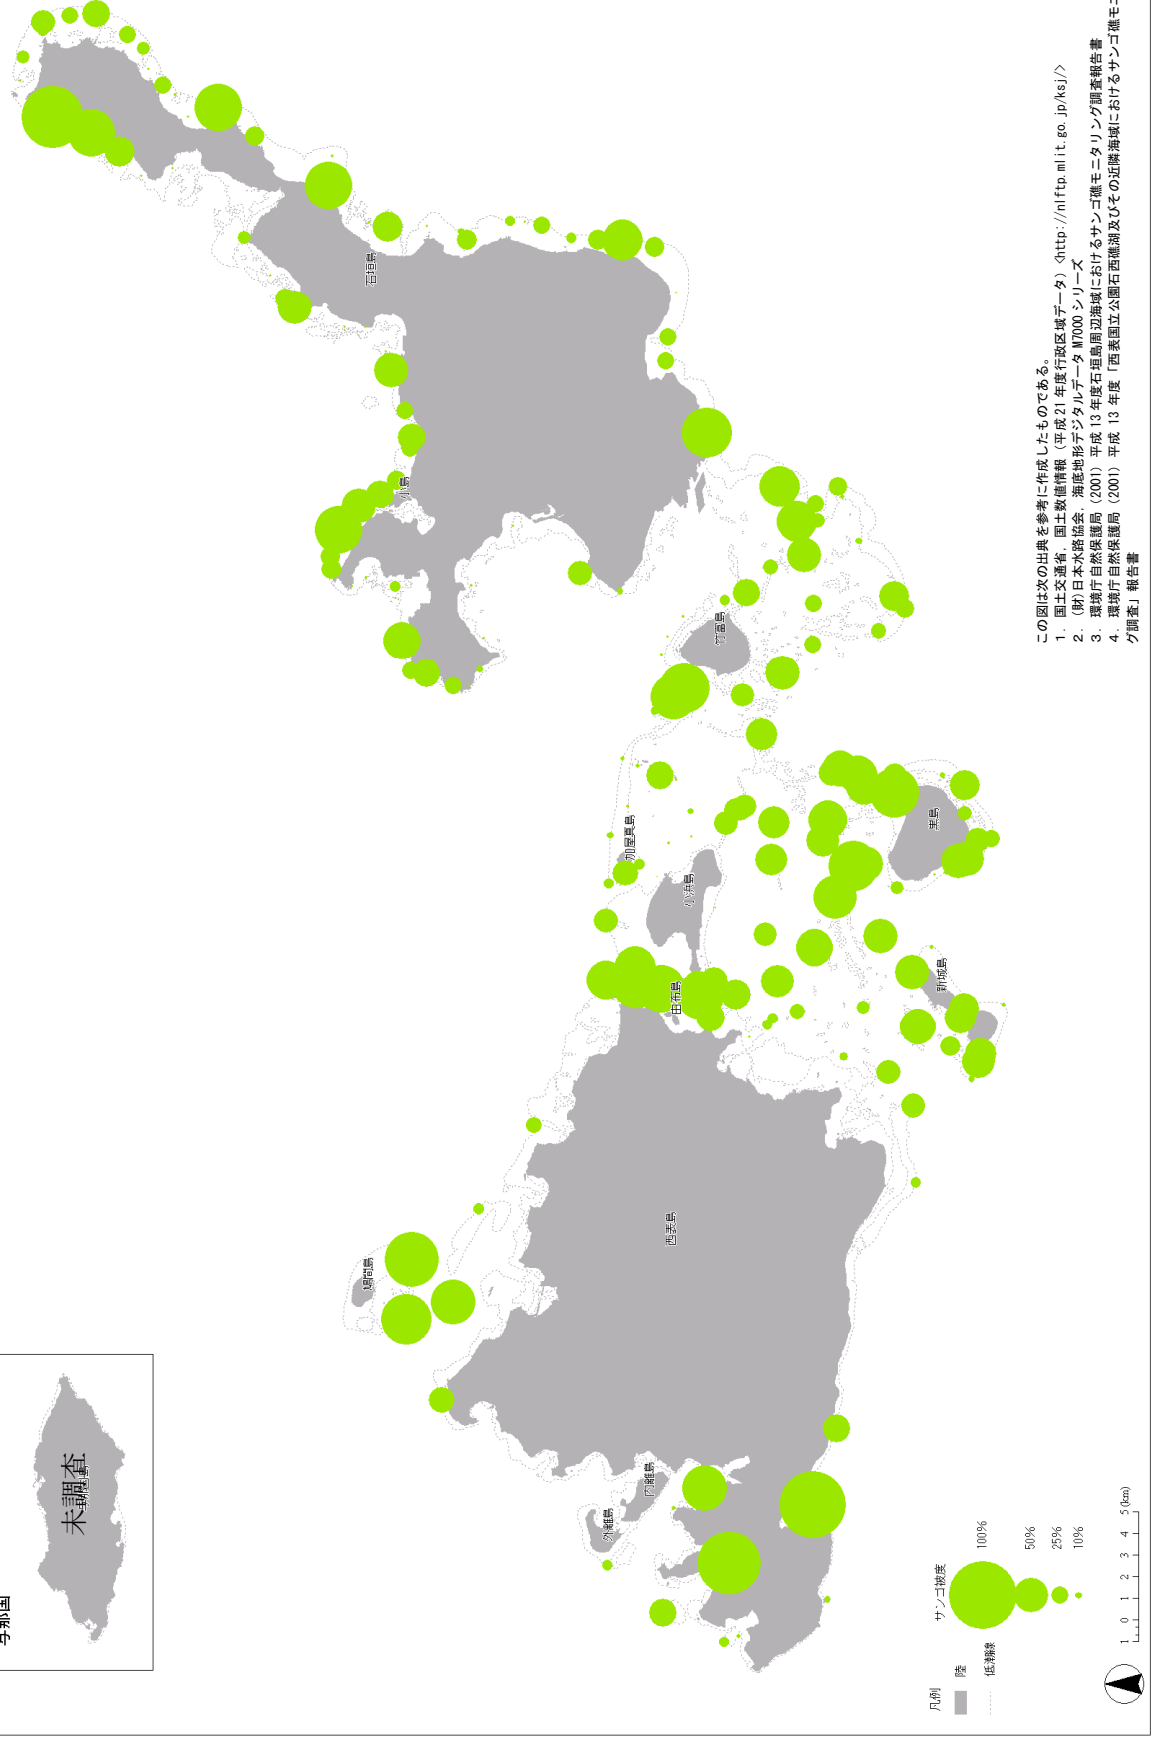 与那国
未調査
石垣島
小島
竹富島
加屋真島
小浜島
黒島
由布島
新城島
鳩間島
西表島
内離島
外離島
凡例
陸
低潮線
サンゴ被度
100%
50%
25%
10%
1 0 1 2 3 4 5 (km)
この図は次の出典を参考に作成したものである。
1. 国土交通省, 国土数値情報 (平成21年度行政区域データ) <http://nlftp.mlit.go.jp/ksj/>
2. (財)日本水路協会, 海底地形デジタルデータ M7000 シリーズ
3. 環境庁自然保護局 (2001) 平成 13 年度石垣島周辺海域におけるサンゴ礁モニタリング調査報告書
4. 環境庁自然保護局 (2001) 平成 13 年度「西表国立公園石西礁湖及びその近隣海域におけるサンゴ礁モニ
グ調査」報告書